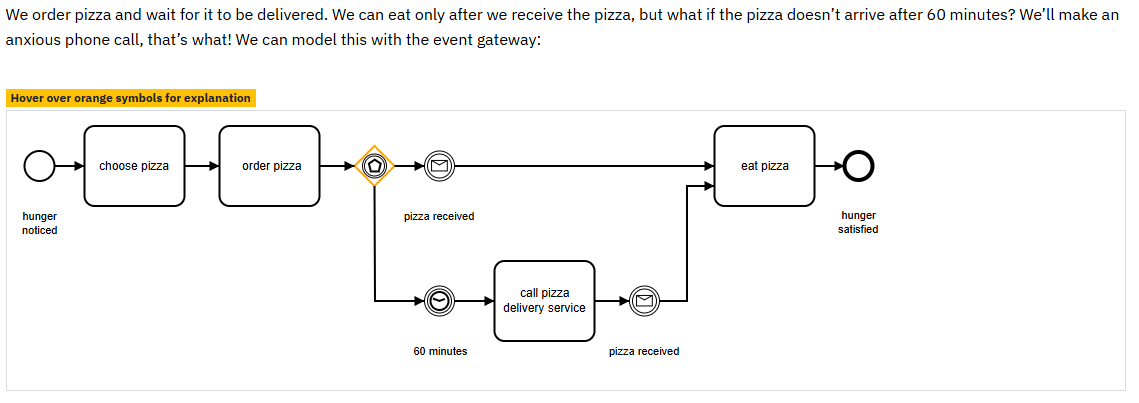 We order pizza and wait for it to be delivered. We can eat only after we receive the pizza, but what if the pizza doesn’t arrive after 60 minutes? We’ll make an
anxious phone call, that’s what! We can model this with the event gateway:
Hover over orange symbols for explanation
choose pizza
order pizza
eat pizza
hunger
noticed
pizza received
hunger
satisfied
call pizza
delivery service
60 minutes
pizza received